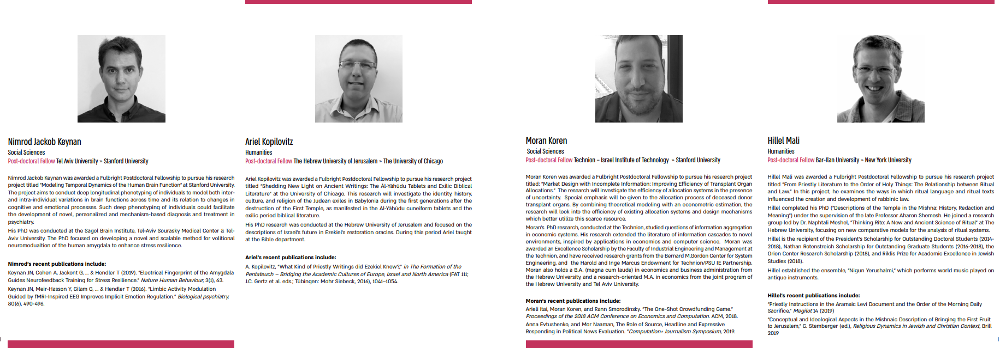 Nimrod Jackob Keynan
Social Sciences
Post-doctoral Fellow Tel Aviv University » Stanford University
Nimrod Jackob Keynan was awarded a Fulbright Postdoctoral Fellowship to pursue his research
project titled "Modeling Temporal Dynamics of the Human Brain Function" at Stanford University.
The project aims to conduct deep longitudinal phenotyping of individuals to model both inter-
and intra-individual variations in brain functions across time and its relation to changes in
cognitive and emotional processes. Such deep phenotyping of individuals could facilitate
the development of novel, personalized and mechanism-based diagnosis and treatment in
psychiatry.
His PhD was conducted at the Sagol Brain Institute, Tel-Aviv Sourasky Medical Center & Tel-
Aviv University. The PhD focused on developing a novel and scalable method for volitional
neuromodualtion of the human amygdala to enhance stress resilience.
Nimrod's recent publications include:
Keynan JN, Cohen A, Jackont G, ... & Hendler T (2019). "Electrical Fingerprint of the Amygdala
Guides Neurofeedback Training for Stress Resilience." Nature Human Behaviour, 3(1), 63.
Keynan JN, Meir-Hasson Y, Gilam G, ... & Hendler T (2016). "Limbic Activity Modulation
Guided by fMRI-Inspired EEG Improves Implicit Emotion Regulation." Biological psychiatry,
80(6), 490-496.
Ariel Kopilovitz
Humanities
Post-doctoral Fellow The Hebrew University of Jerusalem » The University of Chicago
Ariel Kopilovitz was awarded a Fulbright Postdoctoral Fellowship to pursue his research project
titled "Shedding New Light on Ancient Writings: The Āl-Yāhūdu Tablets and Exilic Biblical
Literature" at the University of Chicago. This research will investigate the identity, history,
culture, and religion of the Judean exiles in Babylonia during the first generations after the
destruction of the First Temple, as manifested in the Āl-Yāhūdu cuneiform tablets and the
exilic period biblical literature.
His PhD research was conducted at the Hebrew University of Jerusalem and focused on the
descriptions of Israel's future in Ezekiel's restoration oracles. During this period Ariel taught
at the Bible department.
Ariel's recent publications include:
A. Kopilovitz, "What Kind of Priestly Writings did Ezekiel Know?," in The Formation of the
Pentateuch – Bridging the Academic Cultures of Europe, Israel and North America (FAT 111;
J.C. Gertz et al. eds.; Tübingen: Mohr Siebeck, 2016), 1041–1054.
Moran Koren
Social Sciences
Post-doctoral Fellow Technion – Israel Institute of Technology » Stanford University
Moran Koren was awarded a Fulbright Postdoctoral Fellowship to pursue his research project
titled: "Market Design with Incomplete Information: Improving Efficiency of Transplant Organ
Allocations." The research will investigate the efficiency of allocation systems in the presence
of uncertainty. Special emphasis will be given to the allocation process of deceased donor
transplant organs. By combining theoretical modeling with an econometric estimation, the
research will look into the efficiency of existing allocation systems and design mechanisms
which better utilize this scarce resource.
Moran's PhD research, conducted at the Technion, studied questions of information aggregation
in economic systems. His research extended the literature of information cascades to novel
environments, inspired by applications in economics and computer science. Moran was
awarded an Excellence Scholarship by the Faculty of Industrial Engineering and Management at
the Technion, and have received research grants from the Bernard M.Gordon Center for System
Engineering, and the Harold and Inge Marcus Endowment for Technion/PSU IE Partnership.
Moran also holds a B.A. (magna cum laude) in economics and business administration from
the Hebrew University, and a research-oriented M.A. in economics from the joint program of
the Hebrew University and Tel Aviv University.
Moran's recent publications include:
Arieli Itai, Moran Koren, and Rann Smorodinsky. "The One-Shot Crowdfunding Game."
Proceedings of the 2018 ACM Conference on Economics and Computation. ACM, 2018.
Anna Evtushenko, and Mor Naaman, The Role of Source, Headline and Expressive
Responding in Political News Evaluation. "Computation+ Journalism Symposium, 2019.
Hillel Mali
Humanities
Post-doctoral Fellow Bar-Ilan University » New York University
Hillel Mali was awarded a Fulbright Postdoctoral Fellowship to pursue his research project
titled "From Priestly Literature to the Order of Holy Things: The Relationship between Ritual
and Law." In this project, he examines the ways in which ritual language and ritual texts
influenced the creation and development of rabbinic law.
Hillel completed his PhD ("Descriptions of the Temple in the Mishna: History, Redaction and
Meaning") under the supervision of the late Professor Aharon Shemesh. He joined a research
group led by Dr. Naphtali Meshel, "Thinking Rite: A New and Ancient Science of Ritual" at The
Hebrew University, focusing on new comparative models for the analysis of ritual systems.
Hillel is the recipient of the President's Scholarship for Outstanding Doctoral Students (2014-
2018), Nathan Rotenstreich Scholarship for Outstanding Graduate Students (2016-2018), the
Orion Center Research Scholarship (2018), and Riklis Prize for Academic Excellence in Jewish
Studies (2018).
Hillel established the ensemble, "Nigun Yerushalmi," which performs world music played on
antique instruments.
Hillel's recent publications include:
"Priestly Instructions in the Aramaic Levi Document and the Order of the Morning Daily
Sacrifice," Megilot 14 (2019)
"Conceptual and Ideological Aspects in the Mishnaic Description of Bringing the First Fruit
to Jerusalem," G. Stemberger (ed.), Religious Dynamics in Jewish and Christian Context, Brill
2019